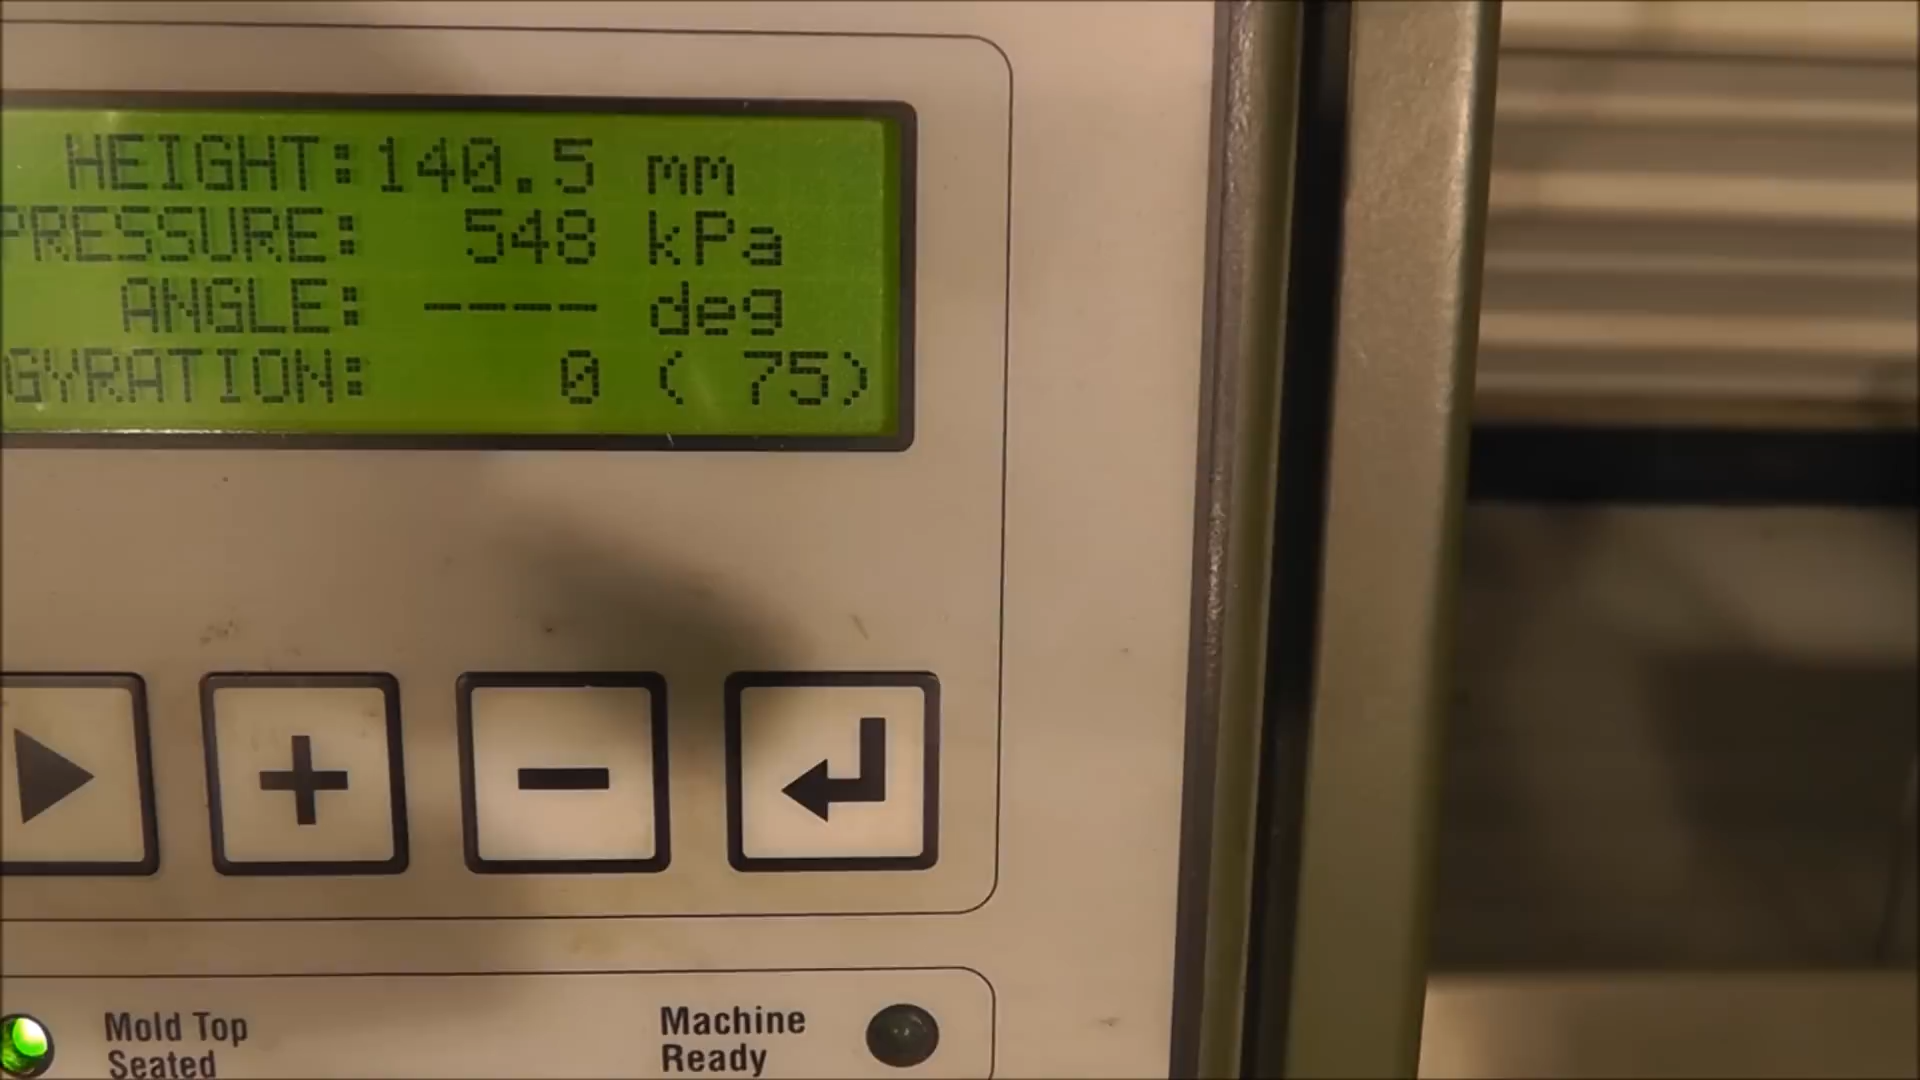 HEIGHT:140.5 mm
PRESSURE: 548 kPa
ANGLE: ---- deg
GYRATION: 0 ( 75)
Mold Top
Seated
Machine
Ready